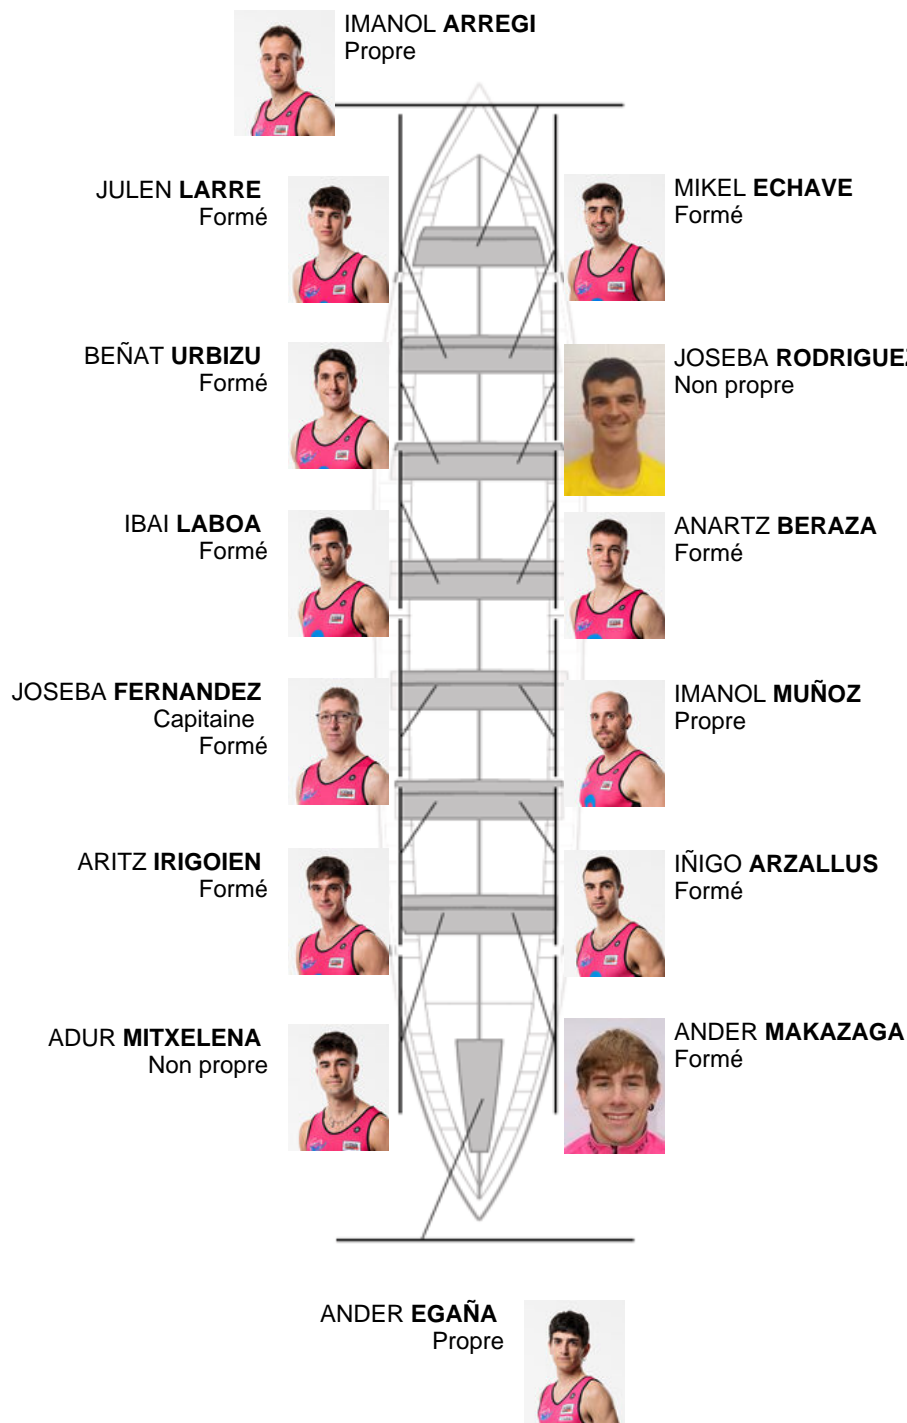 IMANOL ARREGI
Propre
JULEN LARRE
Formé
MIKEL ECHAVE
Formé
BEÑAT URBIZU
Formé
JOSEBA RODRIGUEZ
Non propre
IBAI LABOA
Formé
ANARTZ BERAZA
Formé
JOSEBA FERNANDEZ
Capitaine
Formé
IMANOL MUÑOZ
Propre
ARITZ IRIGOIEN
Formé
IÑIGO ARZALLUS
Formé
ADUR MITXELENA
Non propre
ANDER MAKAZAGA
Formé
ANDER EGAÑA
Propre